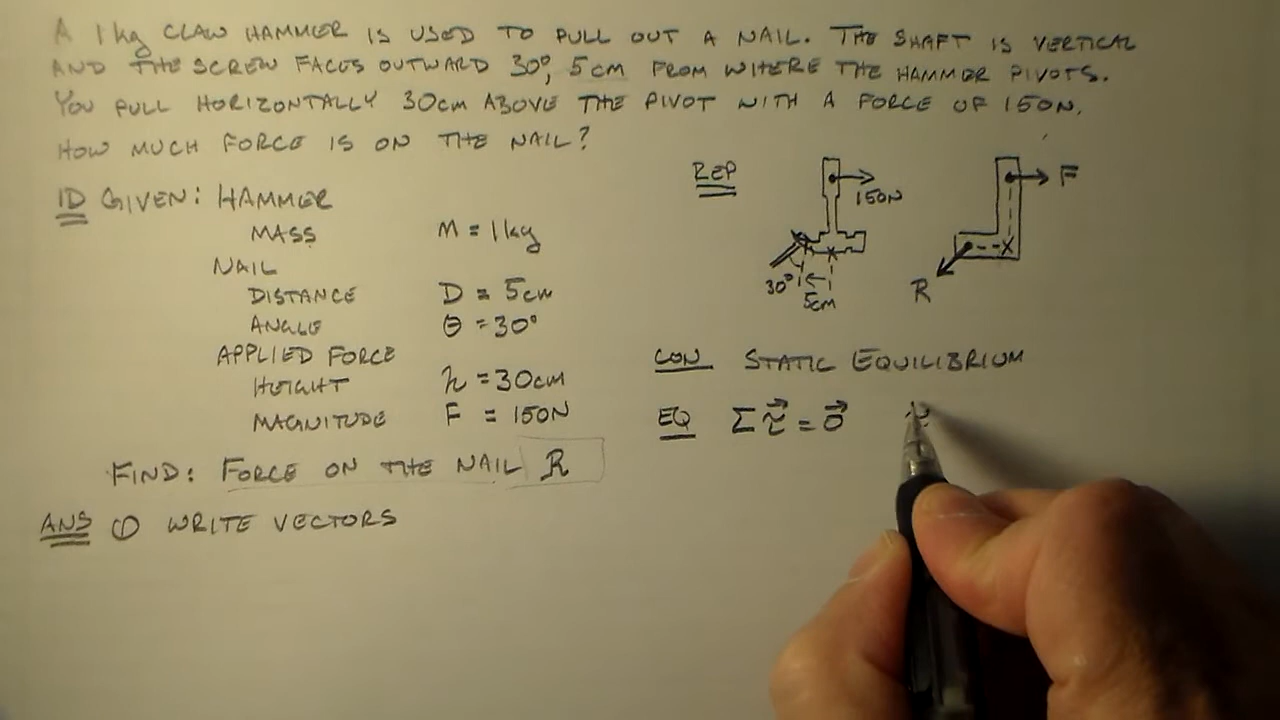 A 1kg CLAW HAMMER IS USED TO PULL OUT A NAIL. THE SHAFT IS VERTICAL
AND THE SCREW FACES OUTWARD 30°, 5cm FROM WHERE THE HAMMER PIVOTS.
YOU PULL HORIZONTALLY 30cm ABOVE THE PIVOT WITH A FORCE OF 150N.
HOW MUCH FORCE IS ON THE NAIL?
ID GIVEN: HAMMER
MASS M = 1kg
NAIL
DISTANCE D = 5cm
ANGLE θ = 30°
APPLIED FORCE
HEIGHT h = 30cm
MAGNITUDE F = 150N
FIND: FORCE ON THE NAIL R
ANS ① WRITE VECTORS
REP
150N
30°
5cm
F
R
CON STATIC EQUILIBRIUM
EQ Σ τ⃗ = 0⃗